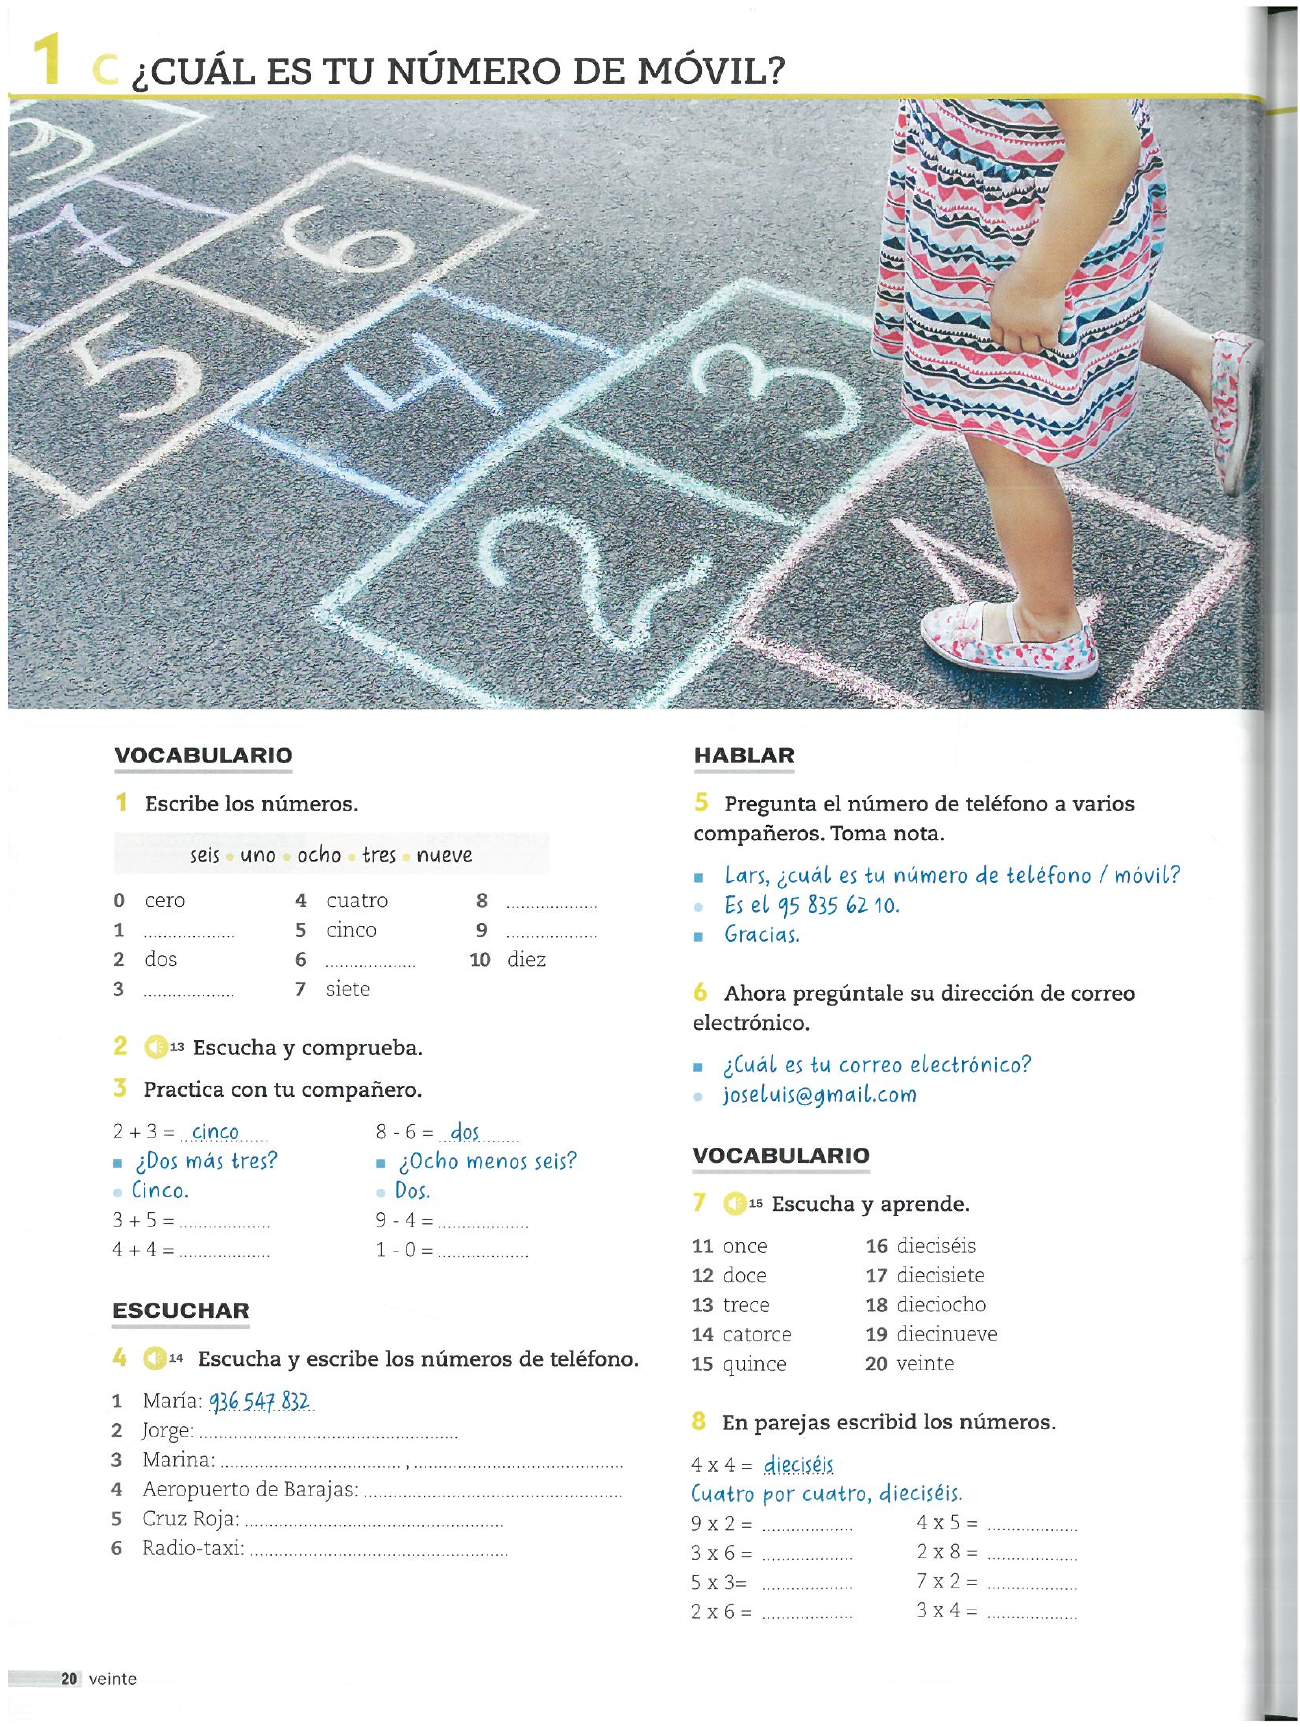 1 C ¿CUÁL ES TU NÚMERO DE MÓVIL?
9
7
6
5
4
3
2
1
VOCABULARIO
1 Escribe los números.
seis • uno • ocho • tres • nueve
0 cero 4 cuatro 8 ...................
1 ................... 5 cinco 9 ...................
2 dos 6 ................... 10 diez
3 ................... 7 siete
2 13 Escucha y comprueba.
3 Practica con tu compañero.
2 + 3 = cinco 8 - 6 = dos
■ ¿Dos más tres? ■ ¿Ocho menos seis?
● Cinco. ● Dos.
3 + 5 = ................... 9 - 4 = ...................
4 + 4 = ................... 1 - 0 = ...................
ESCUCHAR
4 14 Escucha y escribe los números de teléfono.
1 María: 936 547 832
2 Jorge: ...................
3 Marina: ..................., ...................
4 Aeropuerto de Barajas: ...................
5 Cruz Roja: ...................
6 Radio-taxi: ...................
HABLAR
5 Pregunta el número de teléfono a varios
compañeros. Toma nota.
■ Lars, ¿cuál es tu número de teléfono / móvil?
● Es el 95 835 62 10.
■ Gracias.
6 Ahora pregúntale su dirección de correo
electrónico.
■ ¿Cuál es tu correo electrónico?
● joseluis@gmail.com
VOCABULARIO
7 15 Escucha y aprende.
11 once 16 dieciséis
12 doce 17 diecisiete
13 trece 18 dieciocho
14 catorce 19 diecinueve
15 quince 20 veinte
8 En parejas escribid los números.
4 x 4 = dieciséis
Cuatro por cuatro, dieciséis.
9 x 2 = ................... 4 x 5 = ...................
3 x 6 = ................... 2 x 8 = ...................
5 x 3= ................... 7 x 2 = ...................
2 x 6 = ................... 3 x 4 = ...................
20 veinte